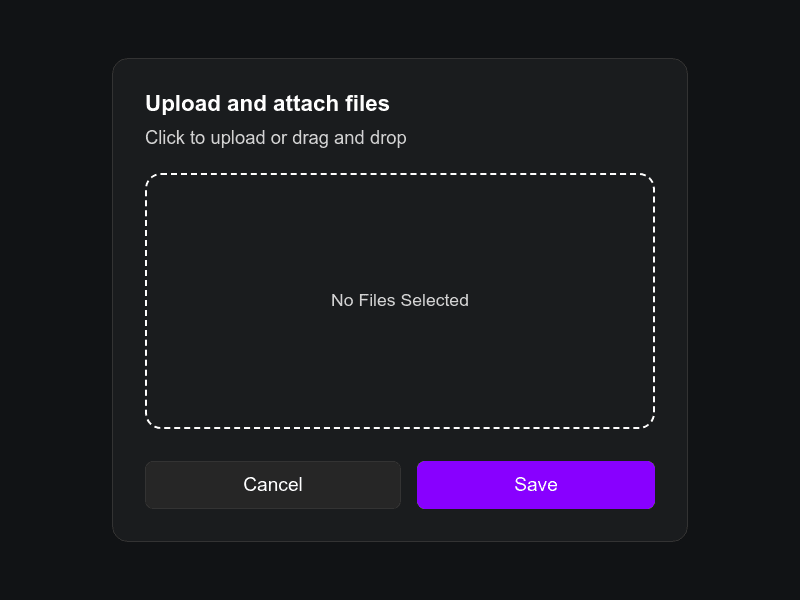 Upload and attach files
Click to upload or drag and drop
No Files Selected
Cancel
Save